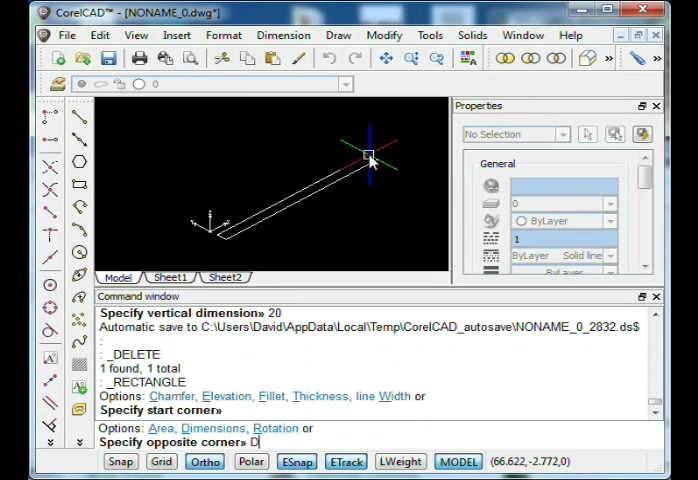 CorelCAD™ - [NONAME_0.dwg*]
File Edit View Insert Format Dimension Draw Modify Tools Solids Window Help
0
Properties
No Selection
General
0
ByLayer
1
ByLayer Solid line
ByLayer
Model Sheet1 Sheet2
Command window
Specify vertical dimension» 20
Automatic save to C:\Users\David\AppData\Local\Temp\CorelCAD_autosave\NONAME_0_2832.ds$
:
: _DELETE
1 found, 1 total
: _RECTANGLE
Options: Chamfer, Elevation, Fillet, Thickness, line Width or
Specify start corner»
Options: Area, Dimensions, Rotation or
Specify opposite corner» D
Snap Grid Ortho Polar ESnap ETrack LWeight MODEL (66.622,-2.772,0)